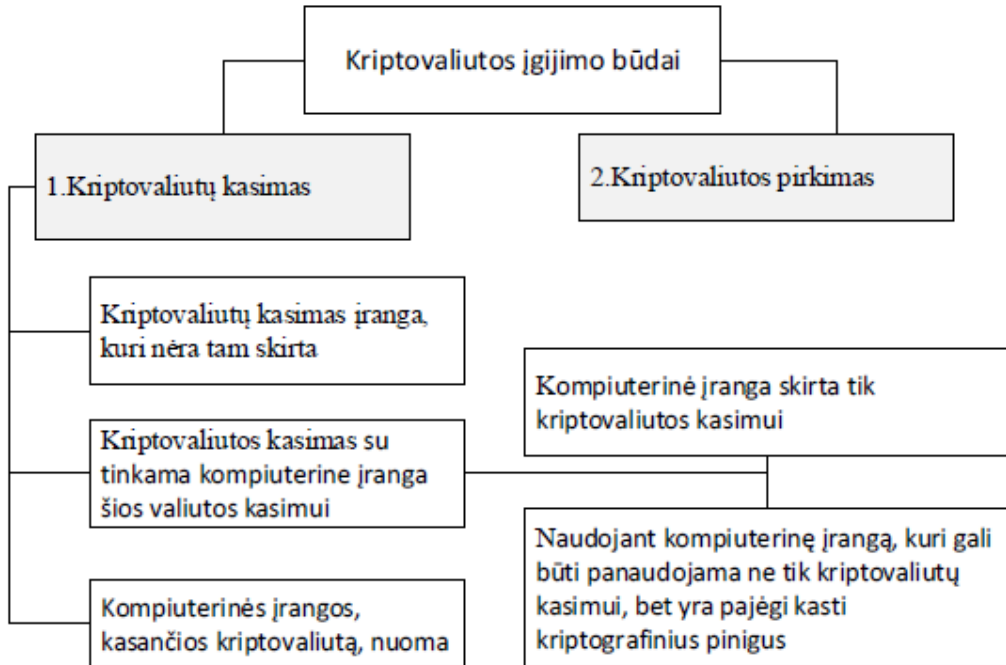 Kriptovaliutos įgijimo būdai
1.Kriptovaliutų kasimas
2.Kriptovaliutos pirkimas
Kriptovaliutų kasimas įranga,
kuri nėra tam skirta
Kriptovaliutos kasimas su
tinkama kompiuterine įranga
šios valiutos kasimui
Kompiuterinės įrangos,
kasančios kriptovaliutą, nuoma
Kompiuterinė įranga skirta tik
kriptovaliutos kasimui
Naudojant kompiuterinę įrangą, kuri gali
būti panaudojama ne tik kriptovaliutų
kasimui, bet yra pajėgi kasti
kriptografinius pinigus